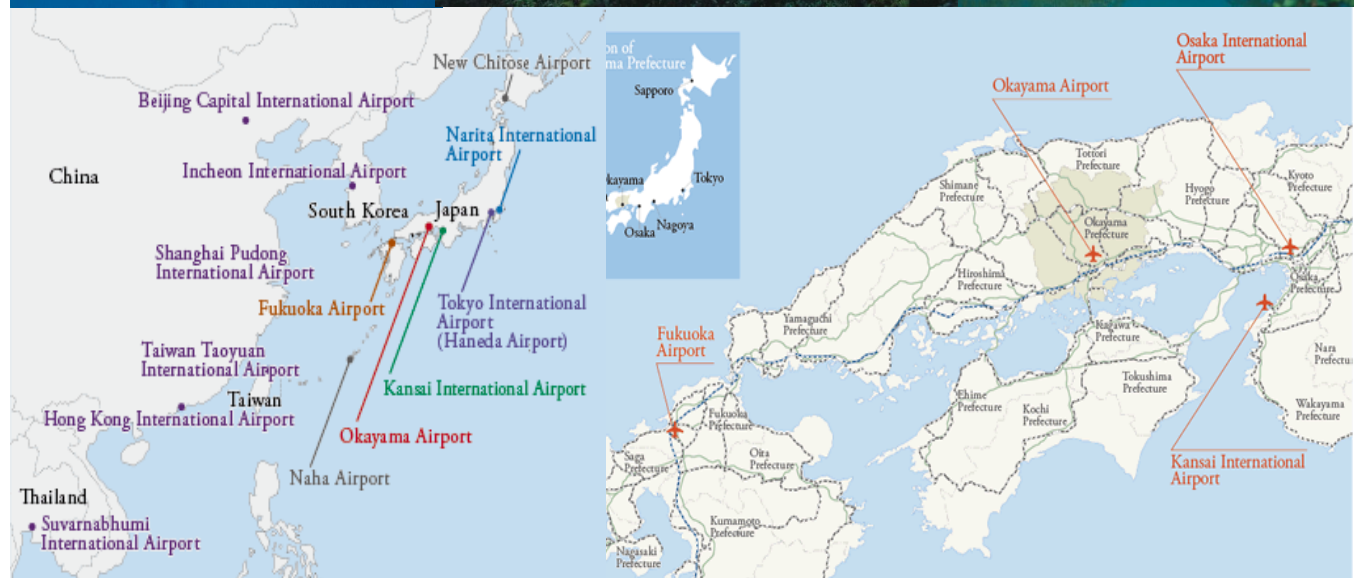 New Chitose Airport
Beijing Capital International Airport
Narita International
Airport
China
Incheon International Airport
South Korea
Japan
Shanghai Pudong
International Airport
Fukuoka Airport
Tokyo International
Airport
(Haneda Airport)
Taiwan Taoyuan
International Airport
Kansai International Airport
Taiwan
Hong Kong International Airport
Okayama Airport
Naha Airport
Thailand
Suvarnabhumi
International Airport
on of
ma Prefecture
Sapporo
kayama
Tokyo
Nagoya
Osaka
Osaka International
Airport
Okayama Airport
Tottori
Prefecture
Kyoto
Prefecture
Shimane
Prefecture
Hyogo
Prefecture
Okayama
Prefecture
Hiroshima
Prefecture
Osaka
Prefecture
Yamaguchi
Prefecture
Fukuoka
Airport
Kagawa
Prefecture
Nara
Prefectu
Tokushima
Prefecture
Ehime
Prefecture
Kochi
Prefecture
Wakayama
Prefecture
Fukuoka
Prefecture
Saga
Prefecture
Oita
Prefecture
Kansai International
Airport
Kumamoto
Prefecture
Nagasaki
Prefecture